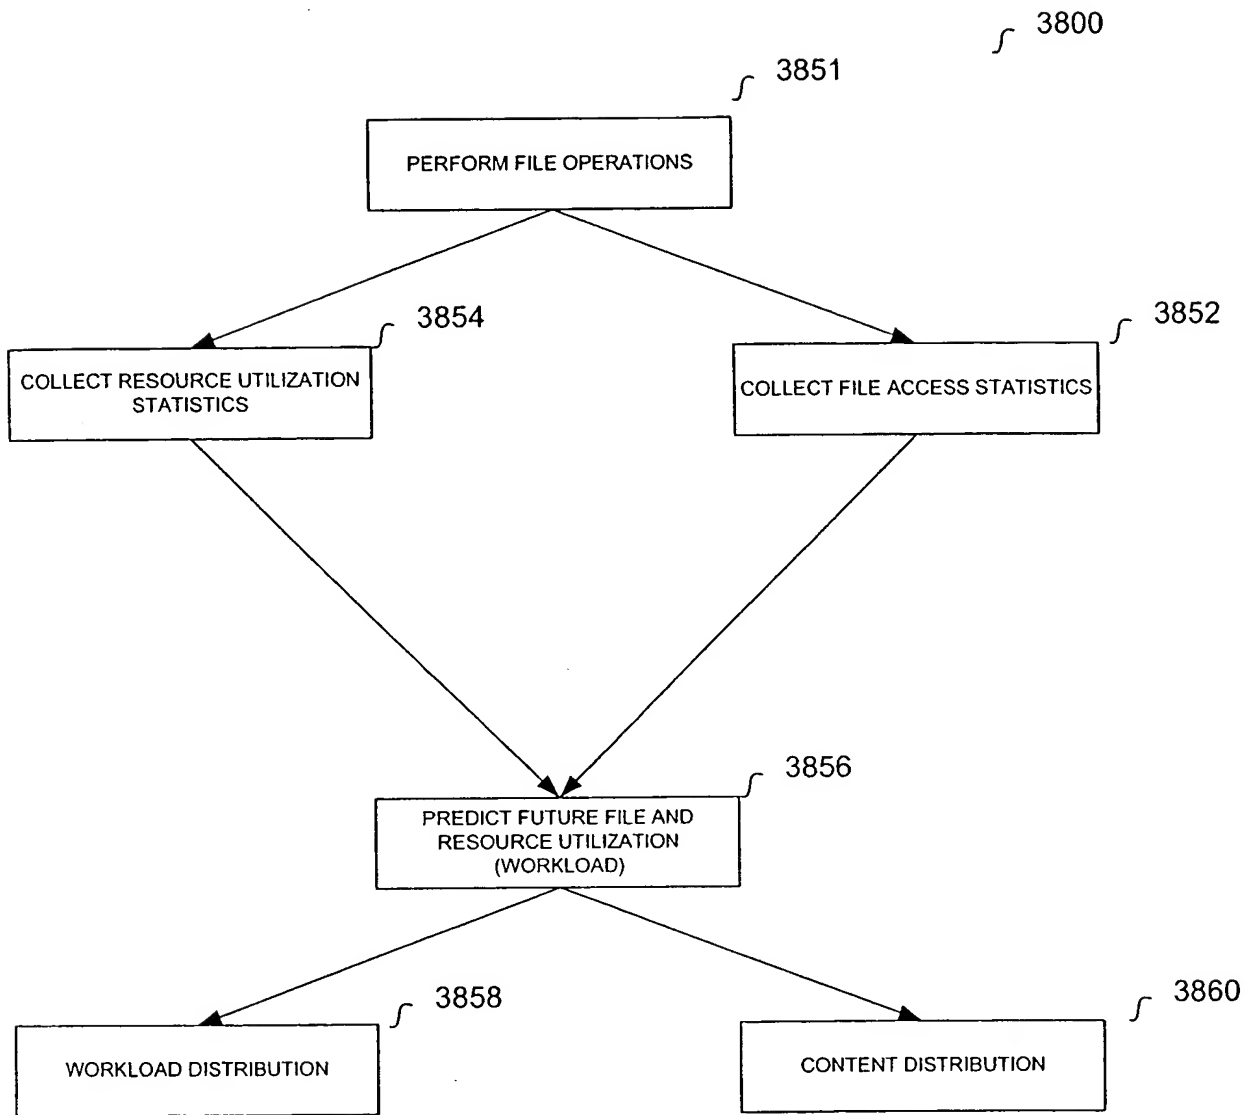 3800
3851
PERFORM FILE OPERATIONS
3854
3852
COLLECT RESOURCE UTILIZATION
STATISTICS
COLLECT FILE ACCESS STATISTICS
3856
PREDICT FUTURE FILE AND
RESOURCE UTILIZATION
(WORKLOAD)
3858
3860
WORKLOAD DISTRIBUTION
CONTENT DISTRIBUTION